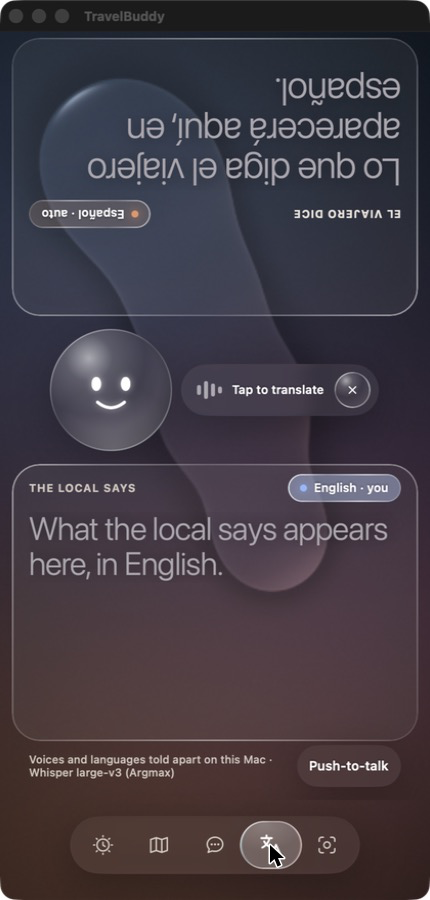 TravelBuddy
Lo que diga el viajero
aparecerá aquí, en
español.
EL VIAJERO DICE
Español · auto
Tap to translate
THE LOCAL SAYS
English · you
What the local says appears
here, in English.
Voices and languages told apart on this Mac ·
Whisper large-v3 (Argmax)
Push-to-talk